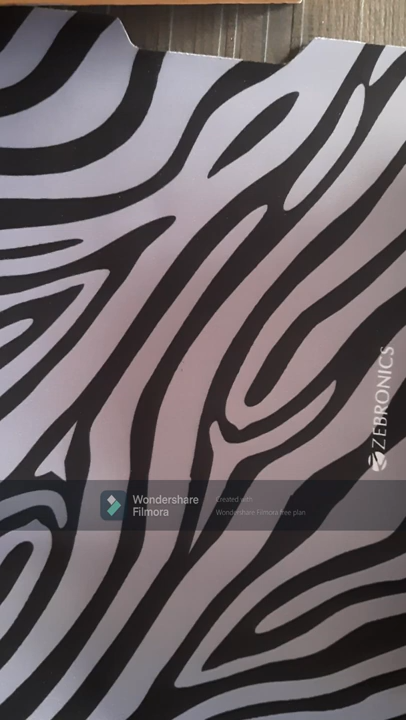 ZEBRONICS
Wondershare
Filmora
Created with
Wondershare Filmora free plan